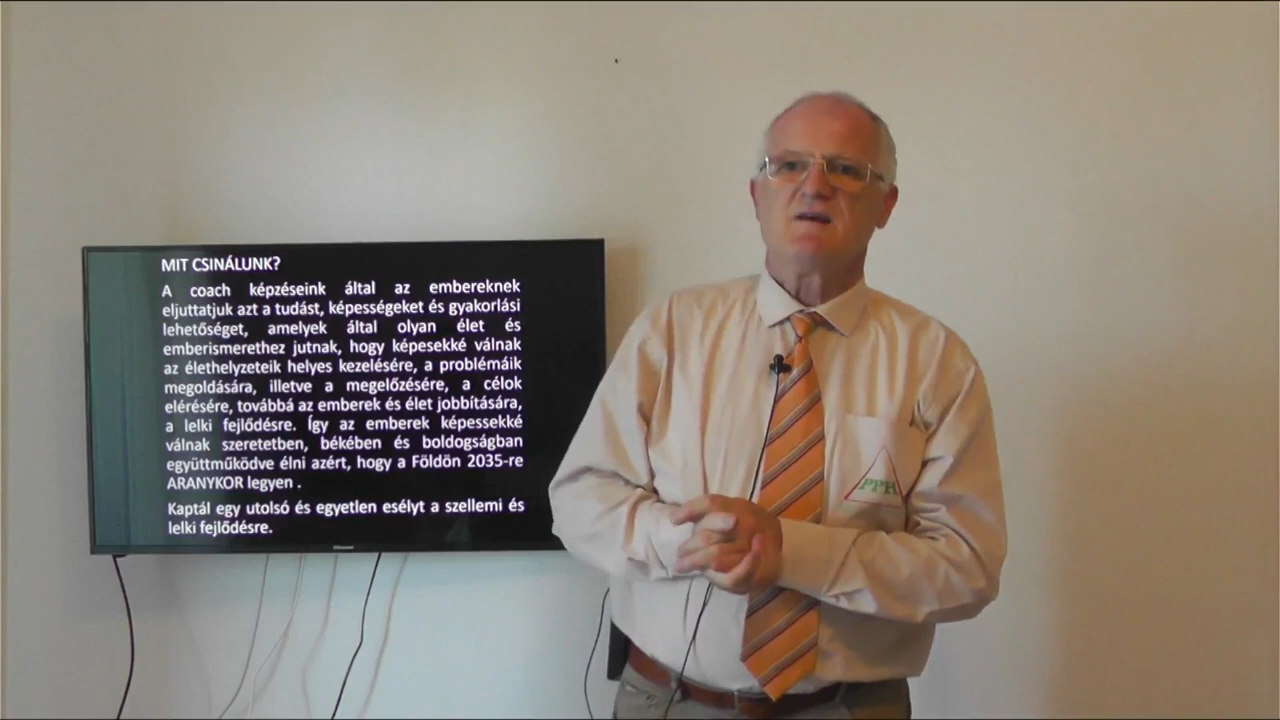 MIT CSINÁLUNK?
A coach képzéseink által az embereknek
eljuttatjuk azt a tudást, képességeket és gyakorlási
lehetőséget, amelyek által olyan élet és
emberismerethez jutnak, hogy képesekké válnak
az élethelyzeteik helyes kezelésére, a problémáik
megoldására, illetve a megelőzésére, a célok
elérésére, továbbá az emberek és élet jobbítására,
a lelki fejlődésre. Így az emberek képessekké
válnak szeretetben, békében és boldogságban
együttműködve élni azért, hogy a Földön 2035-re
ARANYKOR legyen .
Kaptál egy utolsó és egyetlen esélyt a szellemi és
lelki fejlődésre.
PPH